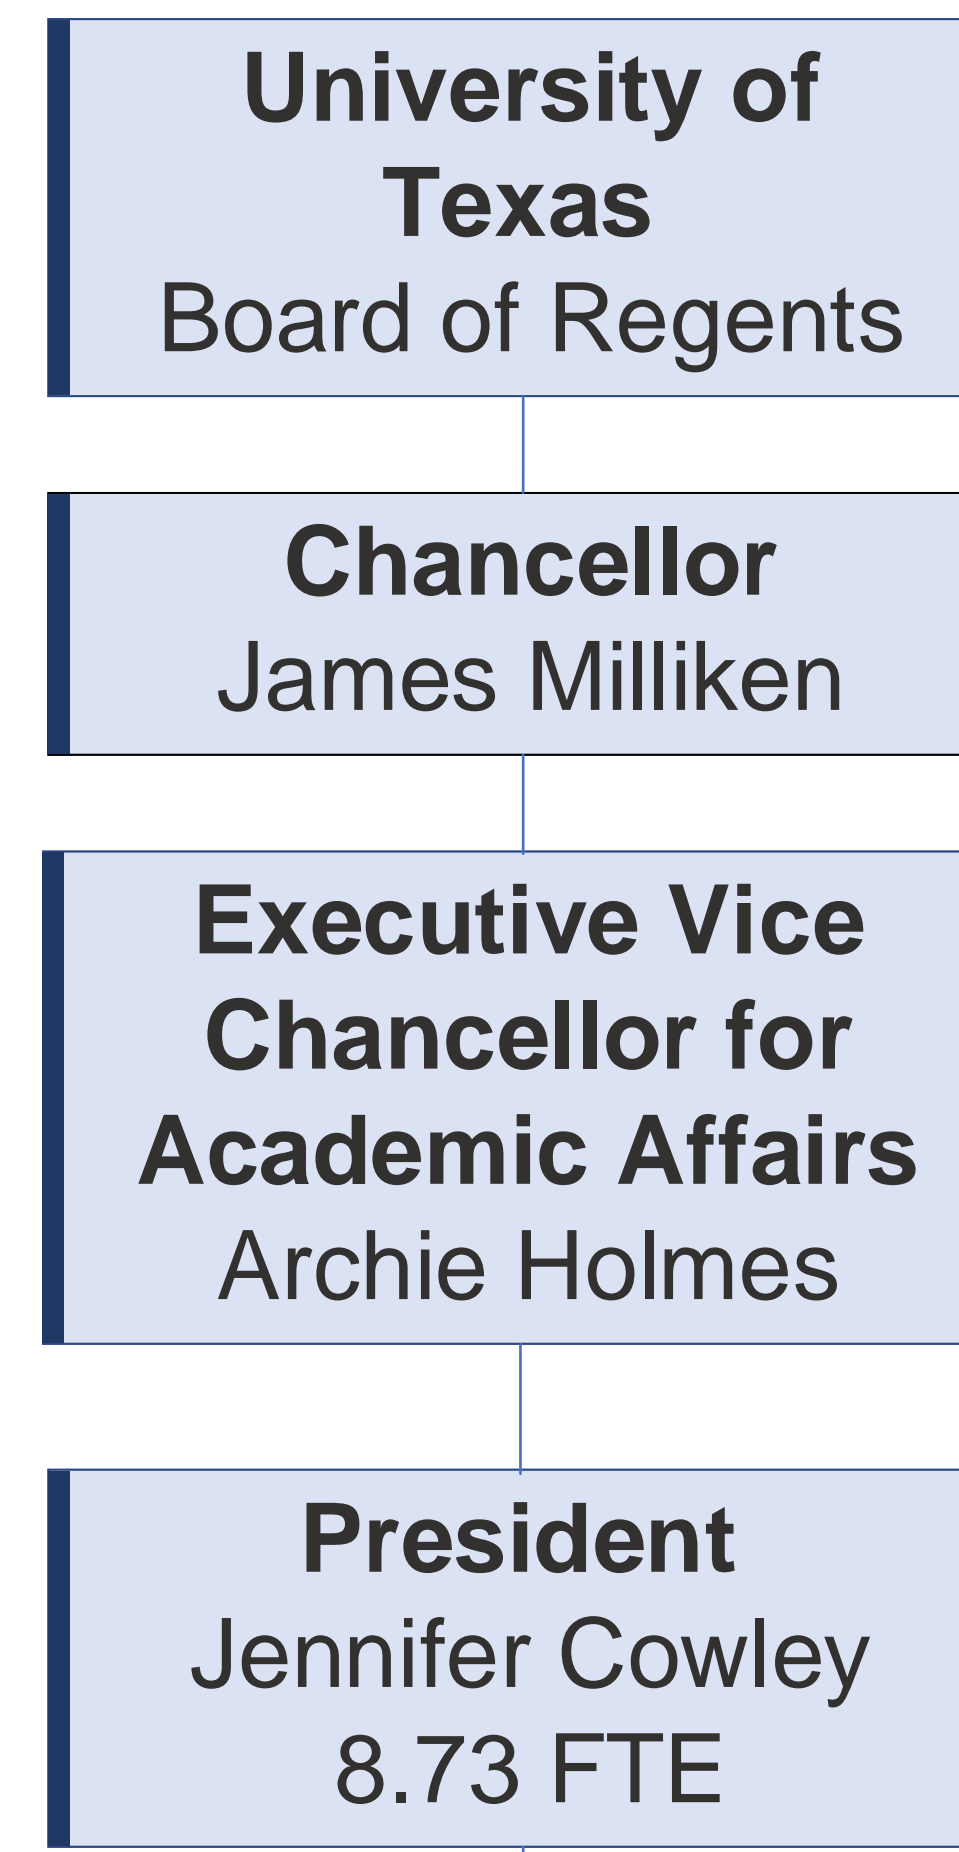 University of
Texas
Board of Regents
Chancellor
James Milliken
Executive Vice
Chancellor for
Academic Affairs
Archie Holmes
President
Jennifer Cowley
8.73 FTE